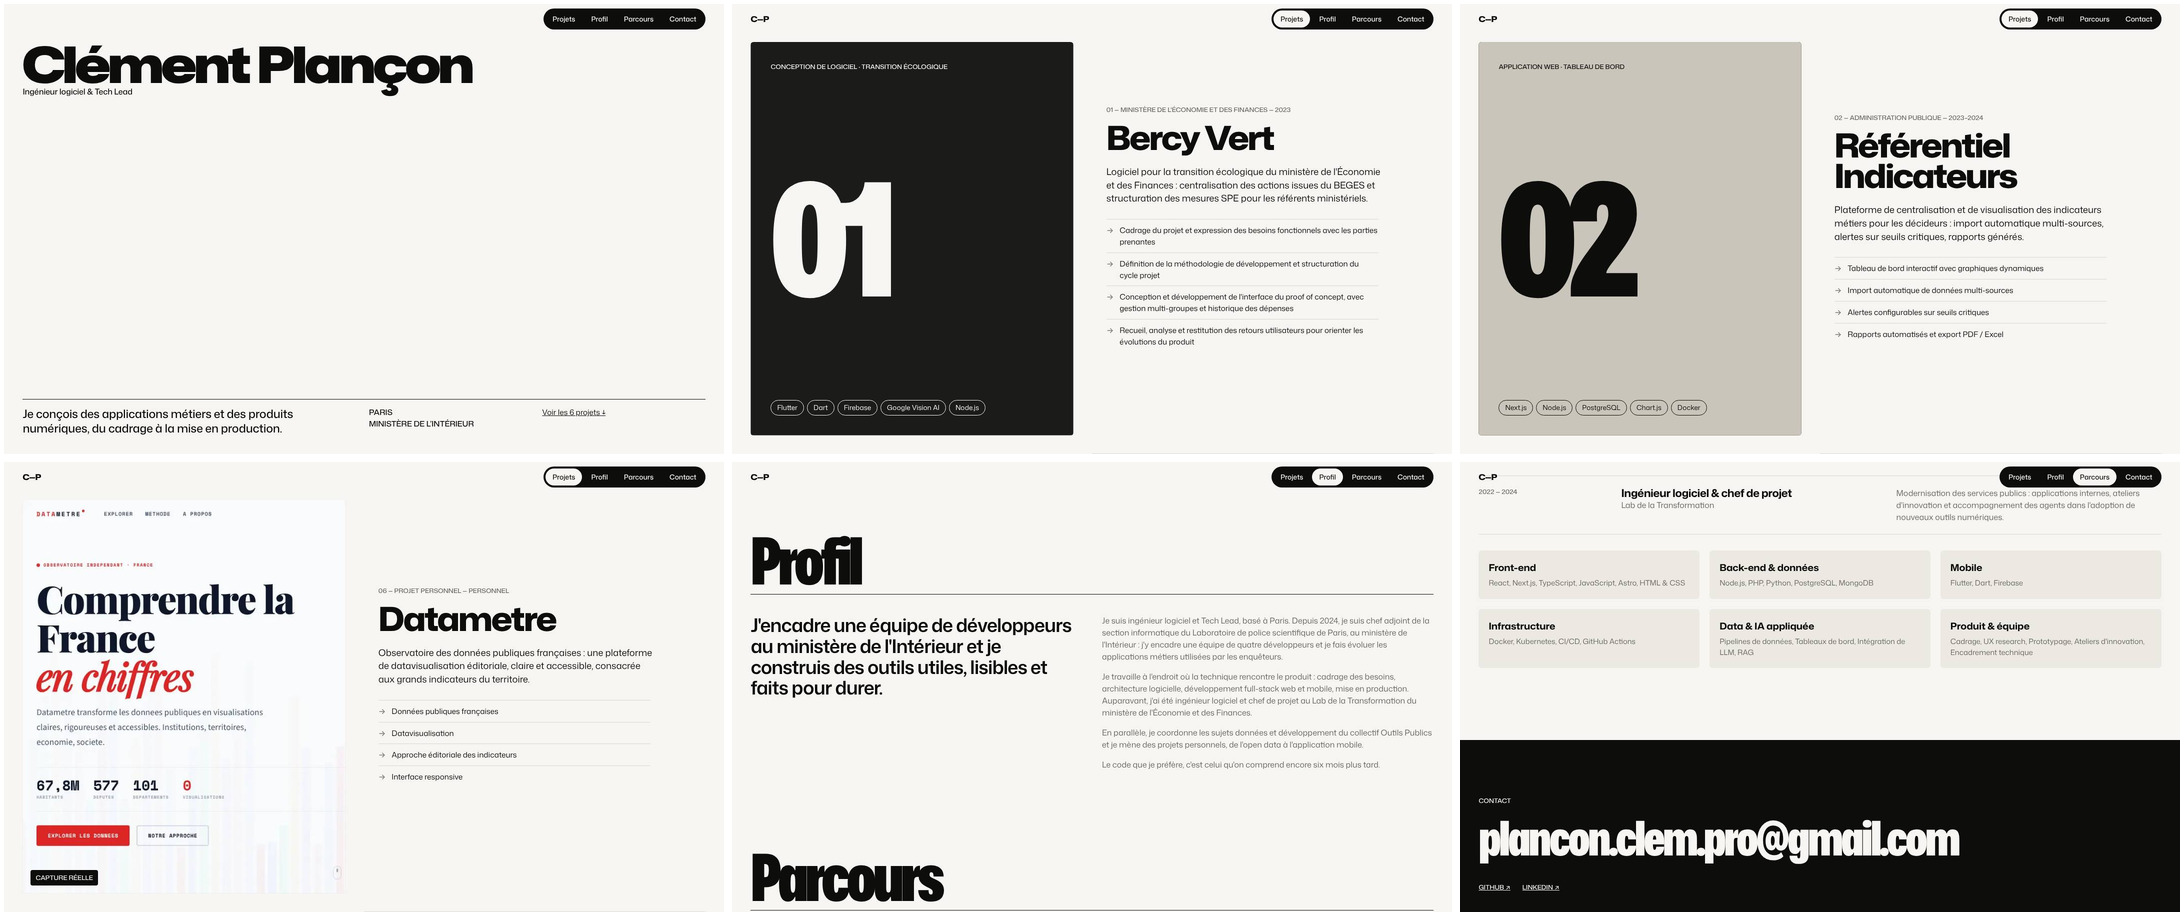 Projets Profil Parcours Contact
Clément Plançon
Ingénieur logiciel & Tech Lead
Je conçois des applications métiers et des produits
numériques, du cadrage à la mise en production.
PARIS
MINISTÈRE DE L'INTÉRIEUR
Voir les 6 projets ↓
C—P
Projets Profil Parcours Contact
CONCEPTION DE LOGICIEL · TRANSITION ÉCOLOGIQUE
01
Flutter Dart Firebase Google Vision AI Node.js
01 — MINISTÈRE DE L'ÉCONOMIE ET DES FINANCES — 2023
Bercy Vert
Logiciel pour la transition écologique du ministère de l'Économie
et des Finances : centralisation des actions issues du BEGES et
structuration des mesures SPE pour les référents ministériels.
→ Cadrage du projet et expression des besoins fonctionnels avec les parties
prenantes
→ Définition de la méthodologie de développement et structuration du
cycle projet
→ Conception et développement de l'interface du proof of concept, avec
gestion multi-groupes et historique des dépenses
→ Recueil, analyse et restitution des retours utilisateurs pour orienter les
évolutions du produit
C—P
Projets Profil Parcours Contact
APPLICATION WEB · TABLEAU DE BORD
02
Next.js Node.js PostgreSQL Chart.js Docker
02 — ADMINISTRATION PUBLIQUE — 2023–2024
Référentiel
Indicateurs
Plateforme de centralisation et de visualisation des indicateurs
métiers pour les décideurs : import automatique multi-sources,
alertes sur seuils critiques, rapports générés.
→ Tableau de bord interactif avec graphiques dynamiques
→ Import automatique de données multi-sources
→ Alertes configurables sur seuils critiques
→ Rapports automatisés et export PDF / Excel
C—P
Projets Profil Parcours Contact
DATAMETRE EXPLORER METHODE A PROPOS
OBSERVATOIRE INDEPENDANT · FRANCE
Comprendre la
France
en chiffres
Datametre transforme les donnees publiques en visualisations
claires, rigoureuses et accessibles. Institutions, territoires,
economie, societe.
67,8M 577 101 0
HABITANTS DEPUTES DEPARTEMENTS VISUALISATIONS
EXPLORER LES DONNEES NOTRE APPROCHE
CAPTURE RÉELLE
06 — PROJET PERSONNEL — PERSONNEL
Datametre
Observatoire des données publiques françaises : une plateforme
de datavisualisation éditoriale, claire et accessible, consacrée
aux grands indicateurs du territoire.
→ Données publiques françaises
→ Datavisualisation
→ Approche éditoriale des indicateurs
→ Interface responsive
C—P
Projets Profil Parcours Contact
Profil
J'encadre une équipe de développeurs
au ministère de l'Intérieur et je
construis des outils utiles, lisibles et
faits pour durer.
Je suis ingénieur logiciel et Tech Lead, basé à Paris. Depuis 2024, je suis chef adjoint de la
section informatique du Laboratoire de police scientifique de Paris, au ministère de
l'Intérieur : j'y encadre une équipe de quatre développeurs et je fais évoluer les
applications métiers utilisées par les enquêteurs.
Je travaille à l'endroit où la technique rencontre le produit : cadrage des besoins,
architecture logicielle, développement full-stack web et mobile, mise en production.
Auparavant, j'ai été ingénieur logiciel et chef de projet au Lab de la Transformation du
ministère de l'Économie et des Finances.
En parallèle, je coordonne les sujets données et développement du collectif Outils Publics
et je mène des projets personnels, de l'open data à l'application mobile.
Le code que je préfère, c'est celui qu'on comprend encore six mois plus tard.
Parcours
C—P
Projets Profil Parcours Contact
2022 — 2024
Ingénieur logiciel & chef de projet
Lab de la Transformation
Modernisation des services publics : applications internes, ateliers
d'innovation et accompagnement des agents dans l'adoption de
nouveaux outils numériques.
Front-end
React, Next.js, TypeScript, JavaScript, Astro, HTML & CSS
Back-end & données
Node.js, PHP, Python, PostgreSQL, MongoDB
Mobile
Flutter, Dart, Firebase
Infrastructure
Docker, Kubernetes, CI/CD, GitHub Actions
Data & IA appliquée
Pipelines de données, Tableaux de bord, Intégration de
LLM, RAG
Produit & équipe
Cadrage, UX research, Prototypage, Ateliers d'innovation,
Encadrement technique
CONTACT
plancon.clem.pro@gmail.com
GITHUB ↗ LINKEDIN ↗